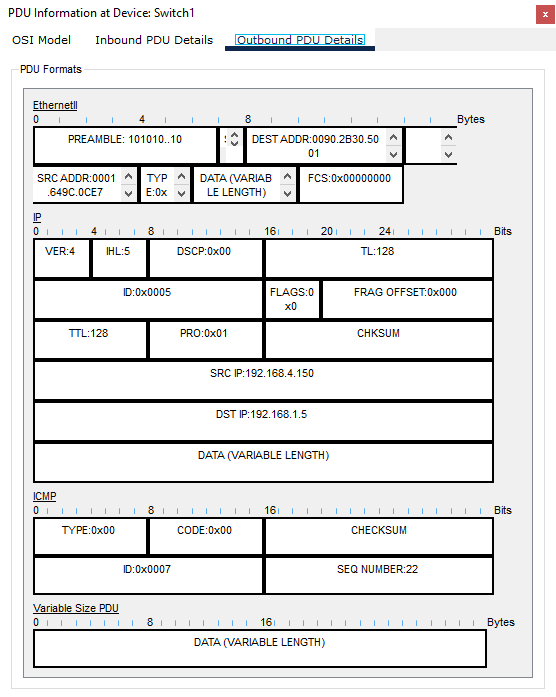 PDU Information at Device: Switch1
OSI Model Inbound PDU Details Outbound PDU Details
PDU Formats
EthernetII
0 4 8 Bytes
PREAMBLE: 101010..10 DEST ADDR:0090.2B30.50
01
SRC ADDR:0001 TYP DATA (VARIAB FCS:0x00000000
.649C.0CE7 E:0x LE LENGTH)
IP
0 4 8 16 20 24 Bits
VER:4 IHL:5 DSCP:0x00 TL:128
ID:0x0005 FLAGS:0 FRAG OFFSET:0x000
x0
TTL:128 PRO:0x01 CHKSUM
SRC IP:192.168.4.150
DST IP:192.168.1.5
DATA (VARIABLE LENGTH)
ICMP
0 8 16 Bits
TYPE:0x00 CODE:0x00 CHECKSUM
ID:0x0007 SEQ NUMBER:22
Variable Size PDU
0 8 16 Bytes
DATA (VARIABLE LENGTH)